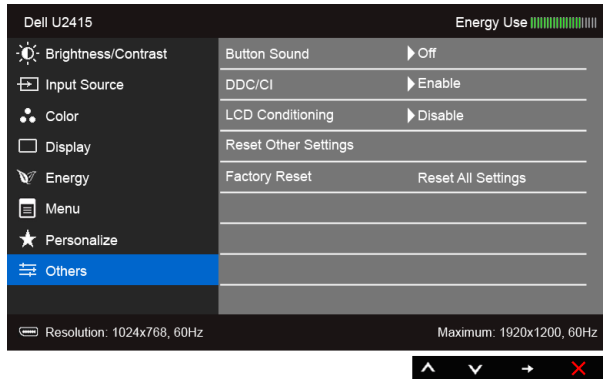 Dell U2415 Energy Use
Brightness/Contrast Button Sound Off
Input Source DDC/CI Enable
Color LCD Conditioning Disable
Display Reset Other Settings
Energy Factory Reset Reset All Settings
Menu
Personalize
Others
Resolution: 1024x768, 60Hz Maximum: 1920x1200, 60Hz